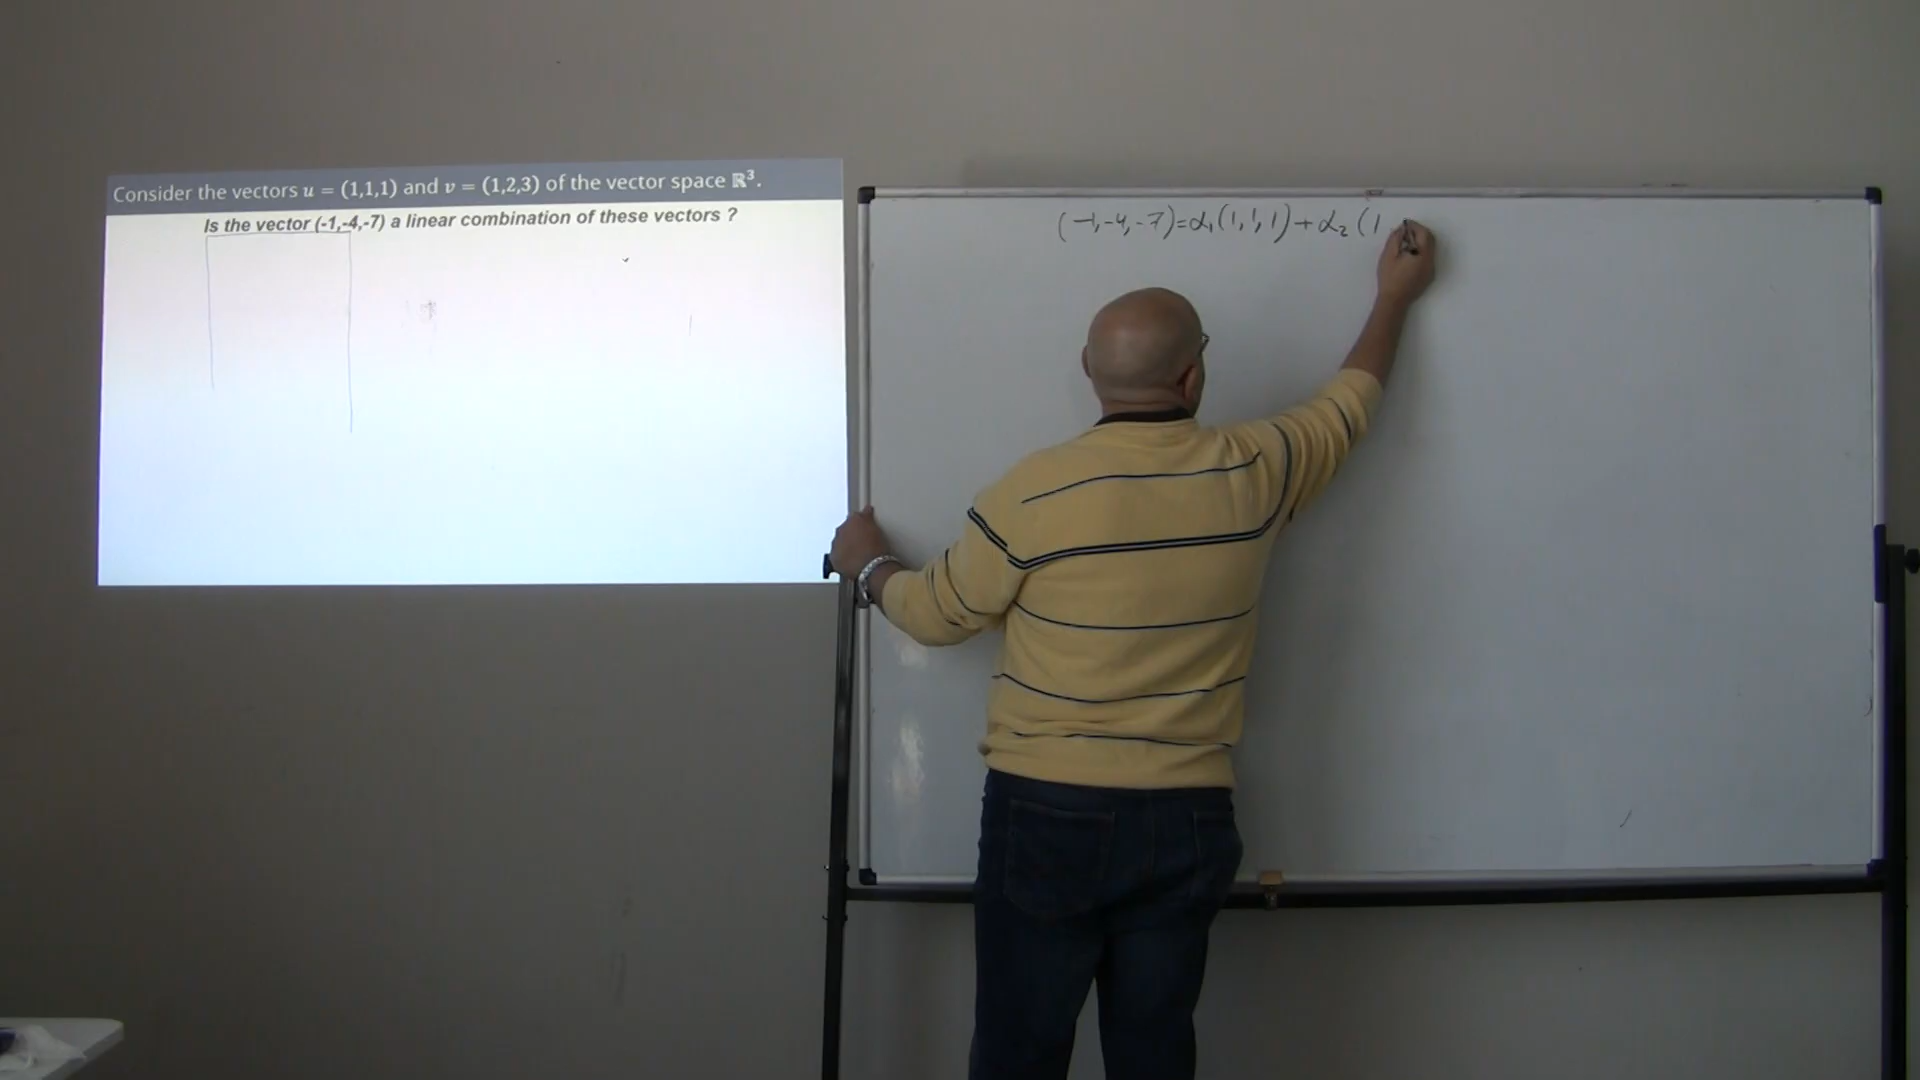 Consider the vectors u = (1,1,1) and v = (1,2,3) of the vector space ℝ³.
Is the vector (-1,-4,-7) a linear combination of these vectors ?
(-1,-4,-7)=α₁(1,1,1)+α₂(1